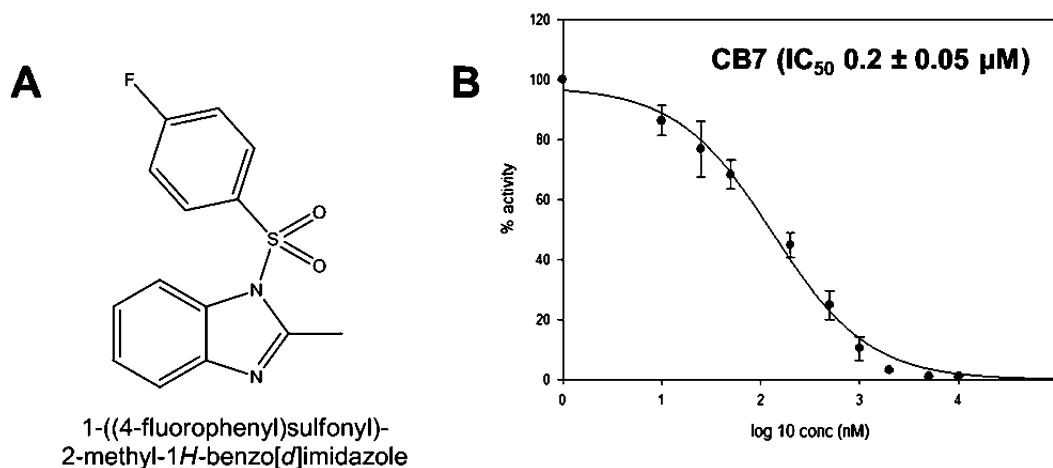 A
F
S
O
O
N
N
1-((4-fluorophenyl)sulfonyl)-
2-methyl-1H-benzo[d]imidazole
B
CB7 (IC50 0.2 ± 0.05 µM)
120
100
80
60
40
20
0
% activity
0 1 2 3 4
log 10 conc (nM)